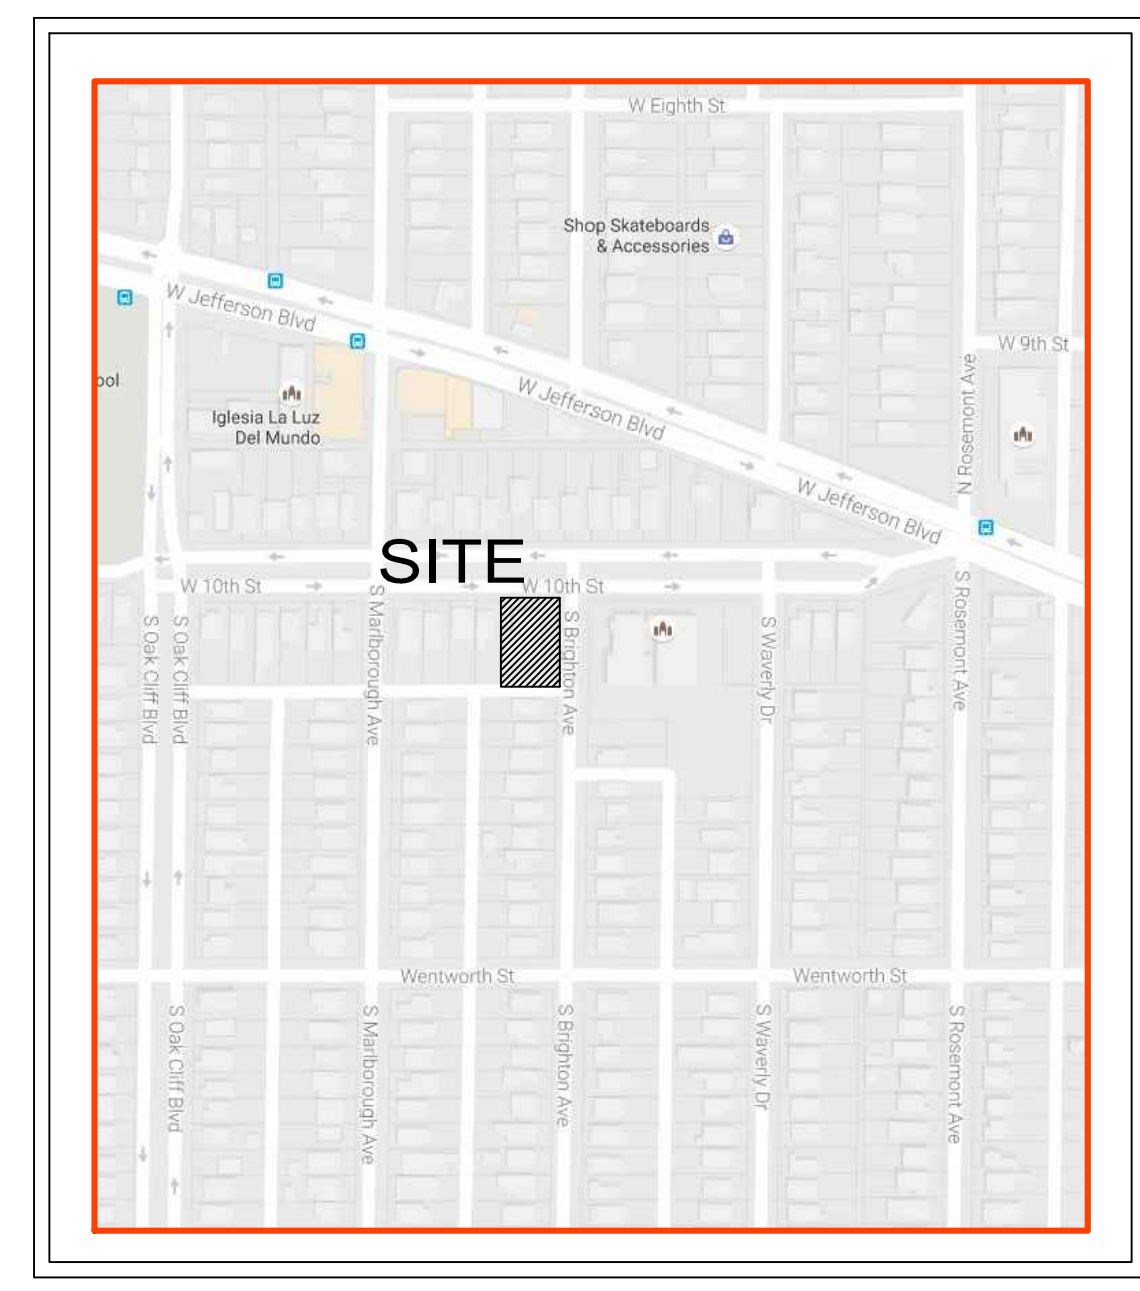 W Eighth St
Shop Skateboards
& Accessories
W Jefferson Blvd
W 9th St
ool
N Rosemont Ave
Iglesia La Luz
Del Mundo
W Jefferson Blvd
W Jefferson Blvd
SITE
W 10th St
W 10th St
S Oak Cliff Blvd
S Oak Cliff Blvd
S Marlborough Ave
S Brighton Ave
S Waverly Dr
S Rosemont Ave
Wentworth St
Wentworth St
S Oak Cliff Blvd
S Marlborough Ave
S Brighton Ave
S Waverly Dr
S Rosemont Ave